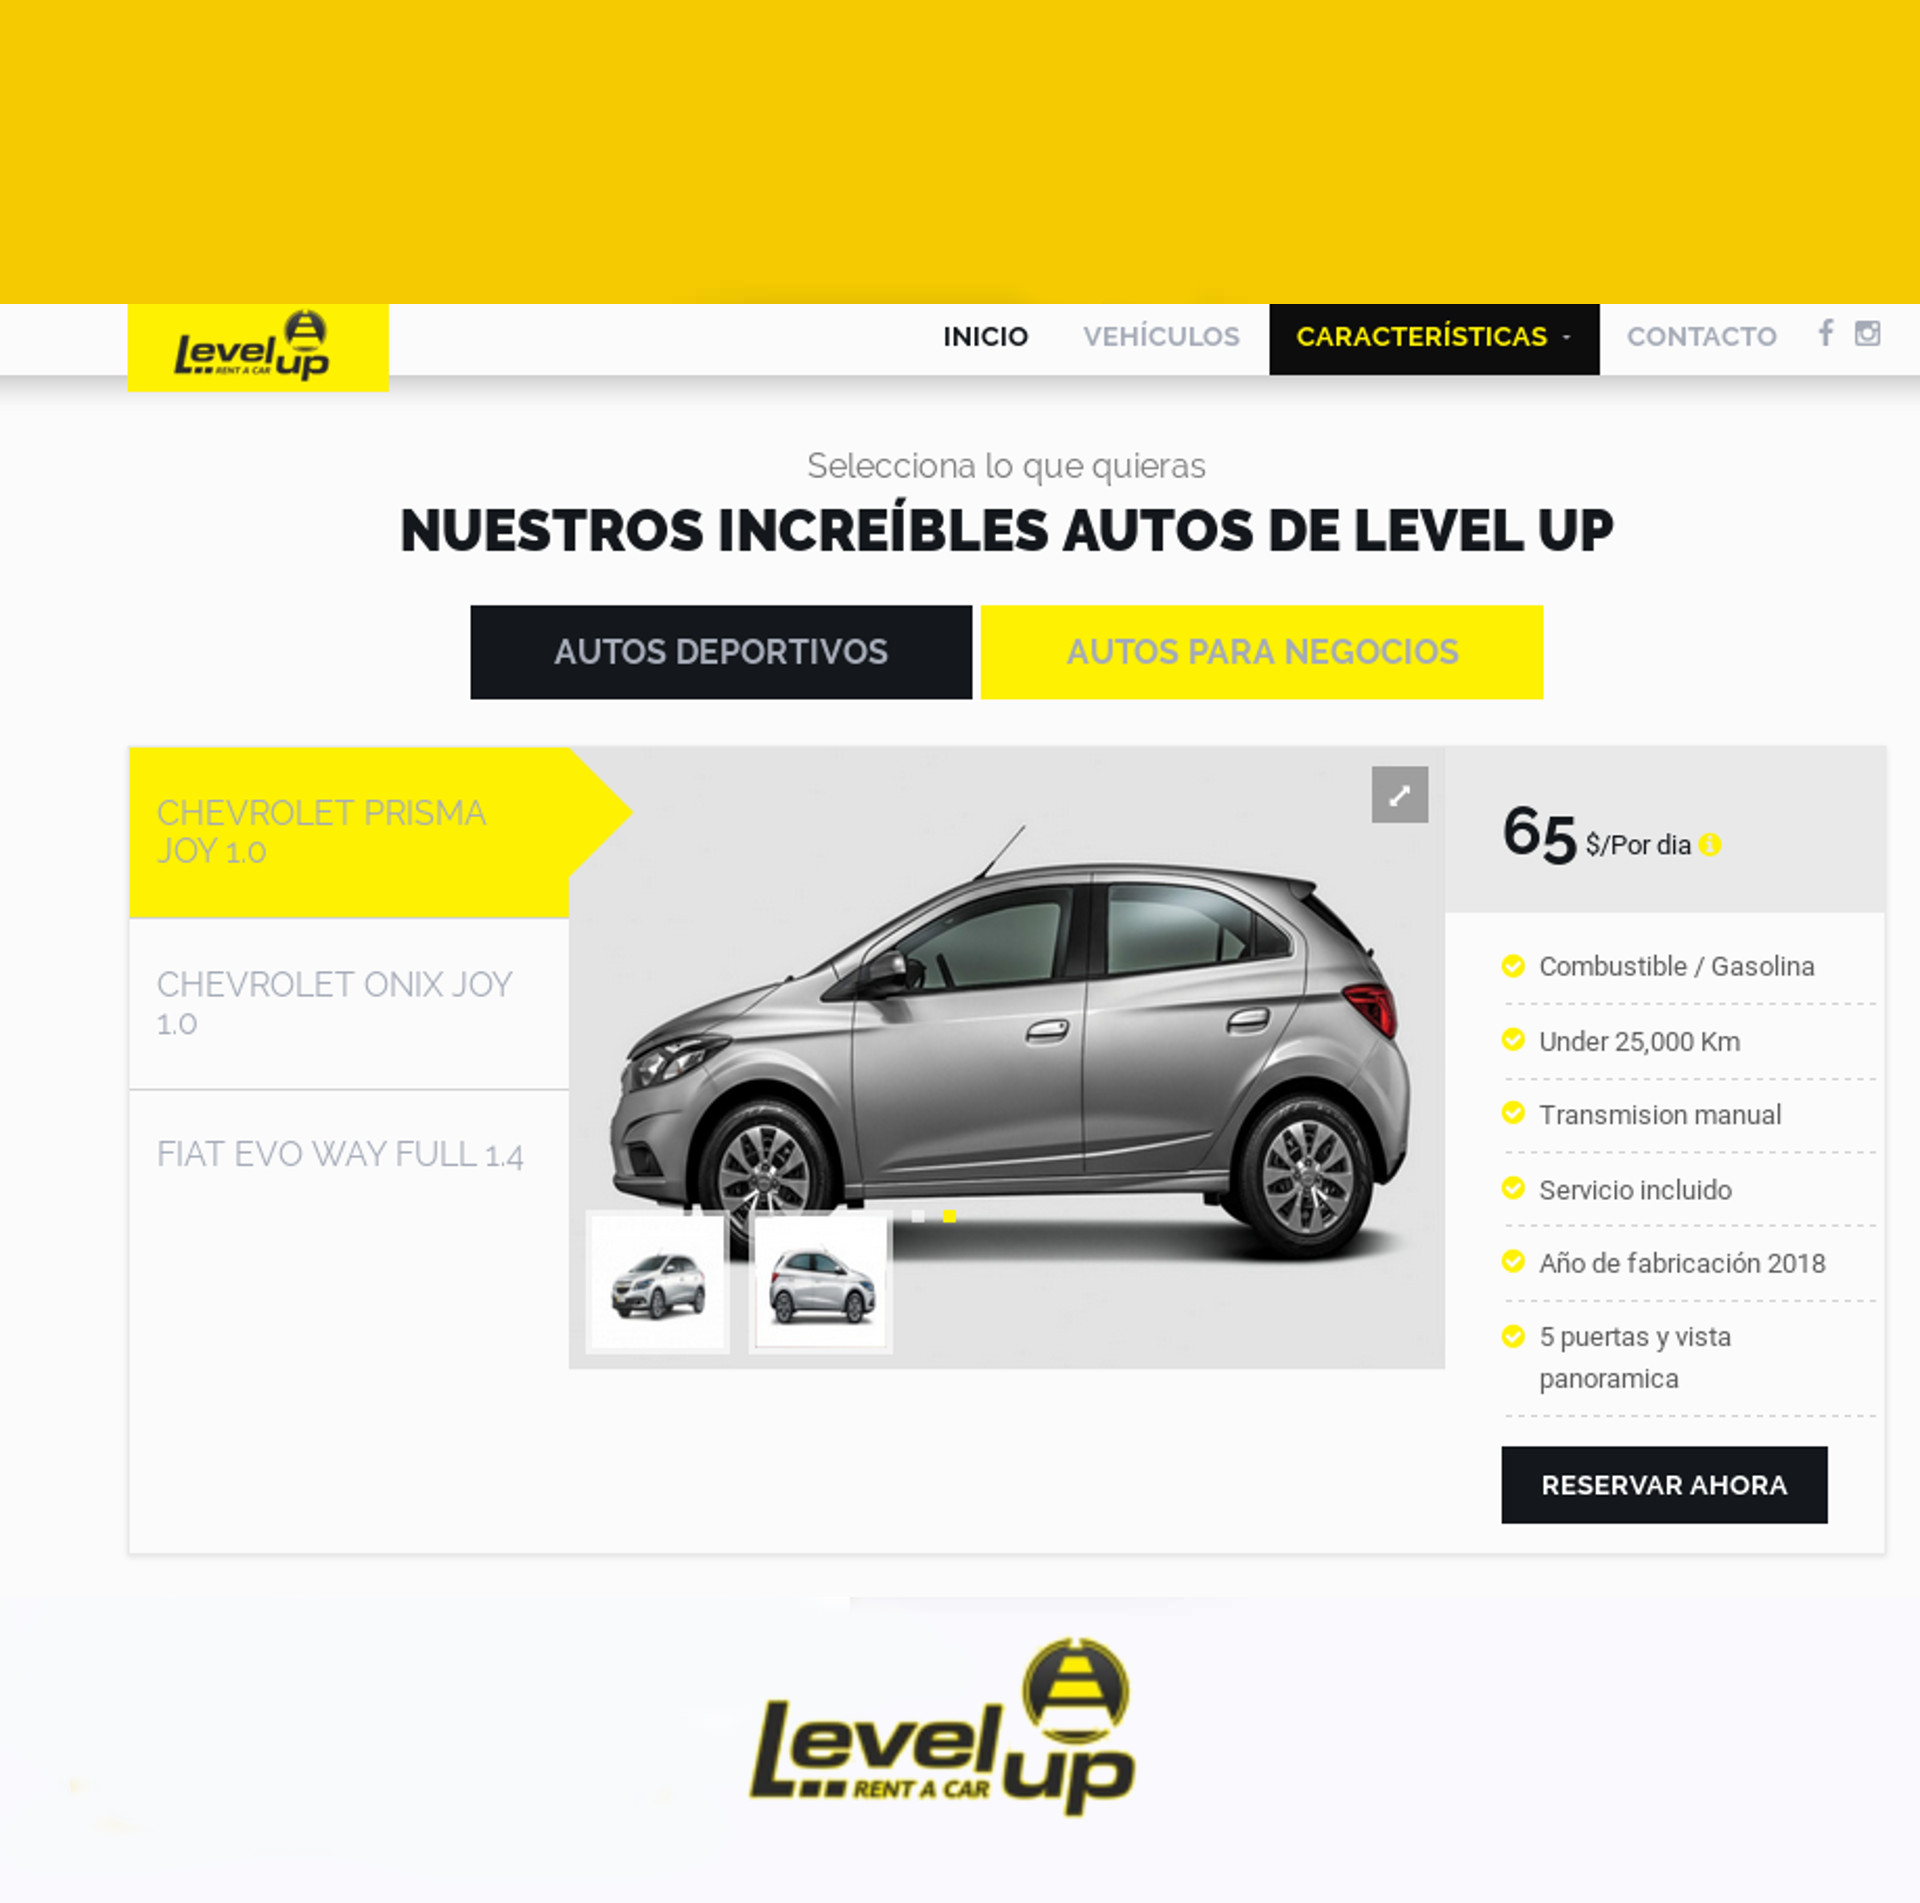 Level up
RENT A CAR
INICIO
VEHÍCULOS
CARACTERÍSTICAS
CONTACTO
Selecciona lo que quieras
NUESTROS INCREÍBLES AUTOS DE LEVEL UP
AUTOS DEPORTIVOS
AUTOS PARA NEGOCIOS
CHEVROLET PRISMA
JOY 1.0
CHEVROLET ONIX JOY
1.0
FIAT EVO WAY FULL 1.4
65 $/Por dia
Combustible / Gasolina
Under 25,000 Km
Transmision manual
Servicio incluido
Año de fabricación 2018
5 puertas y vista
panoramica
RESERVAR AHORA
Level up
RENT A CAR